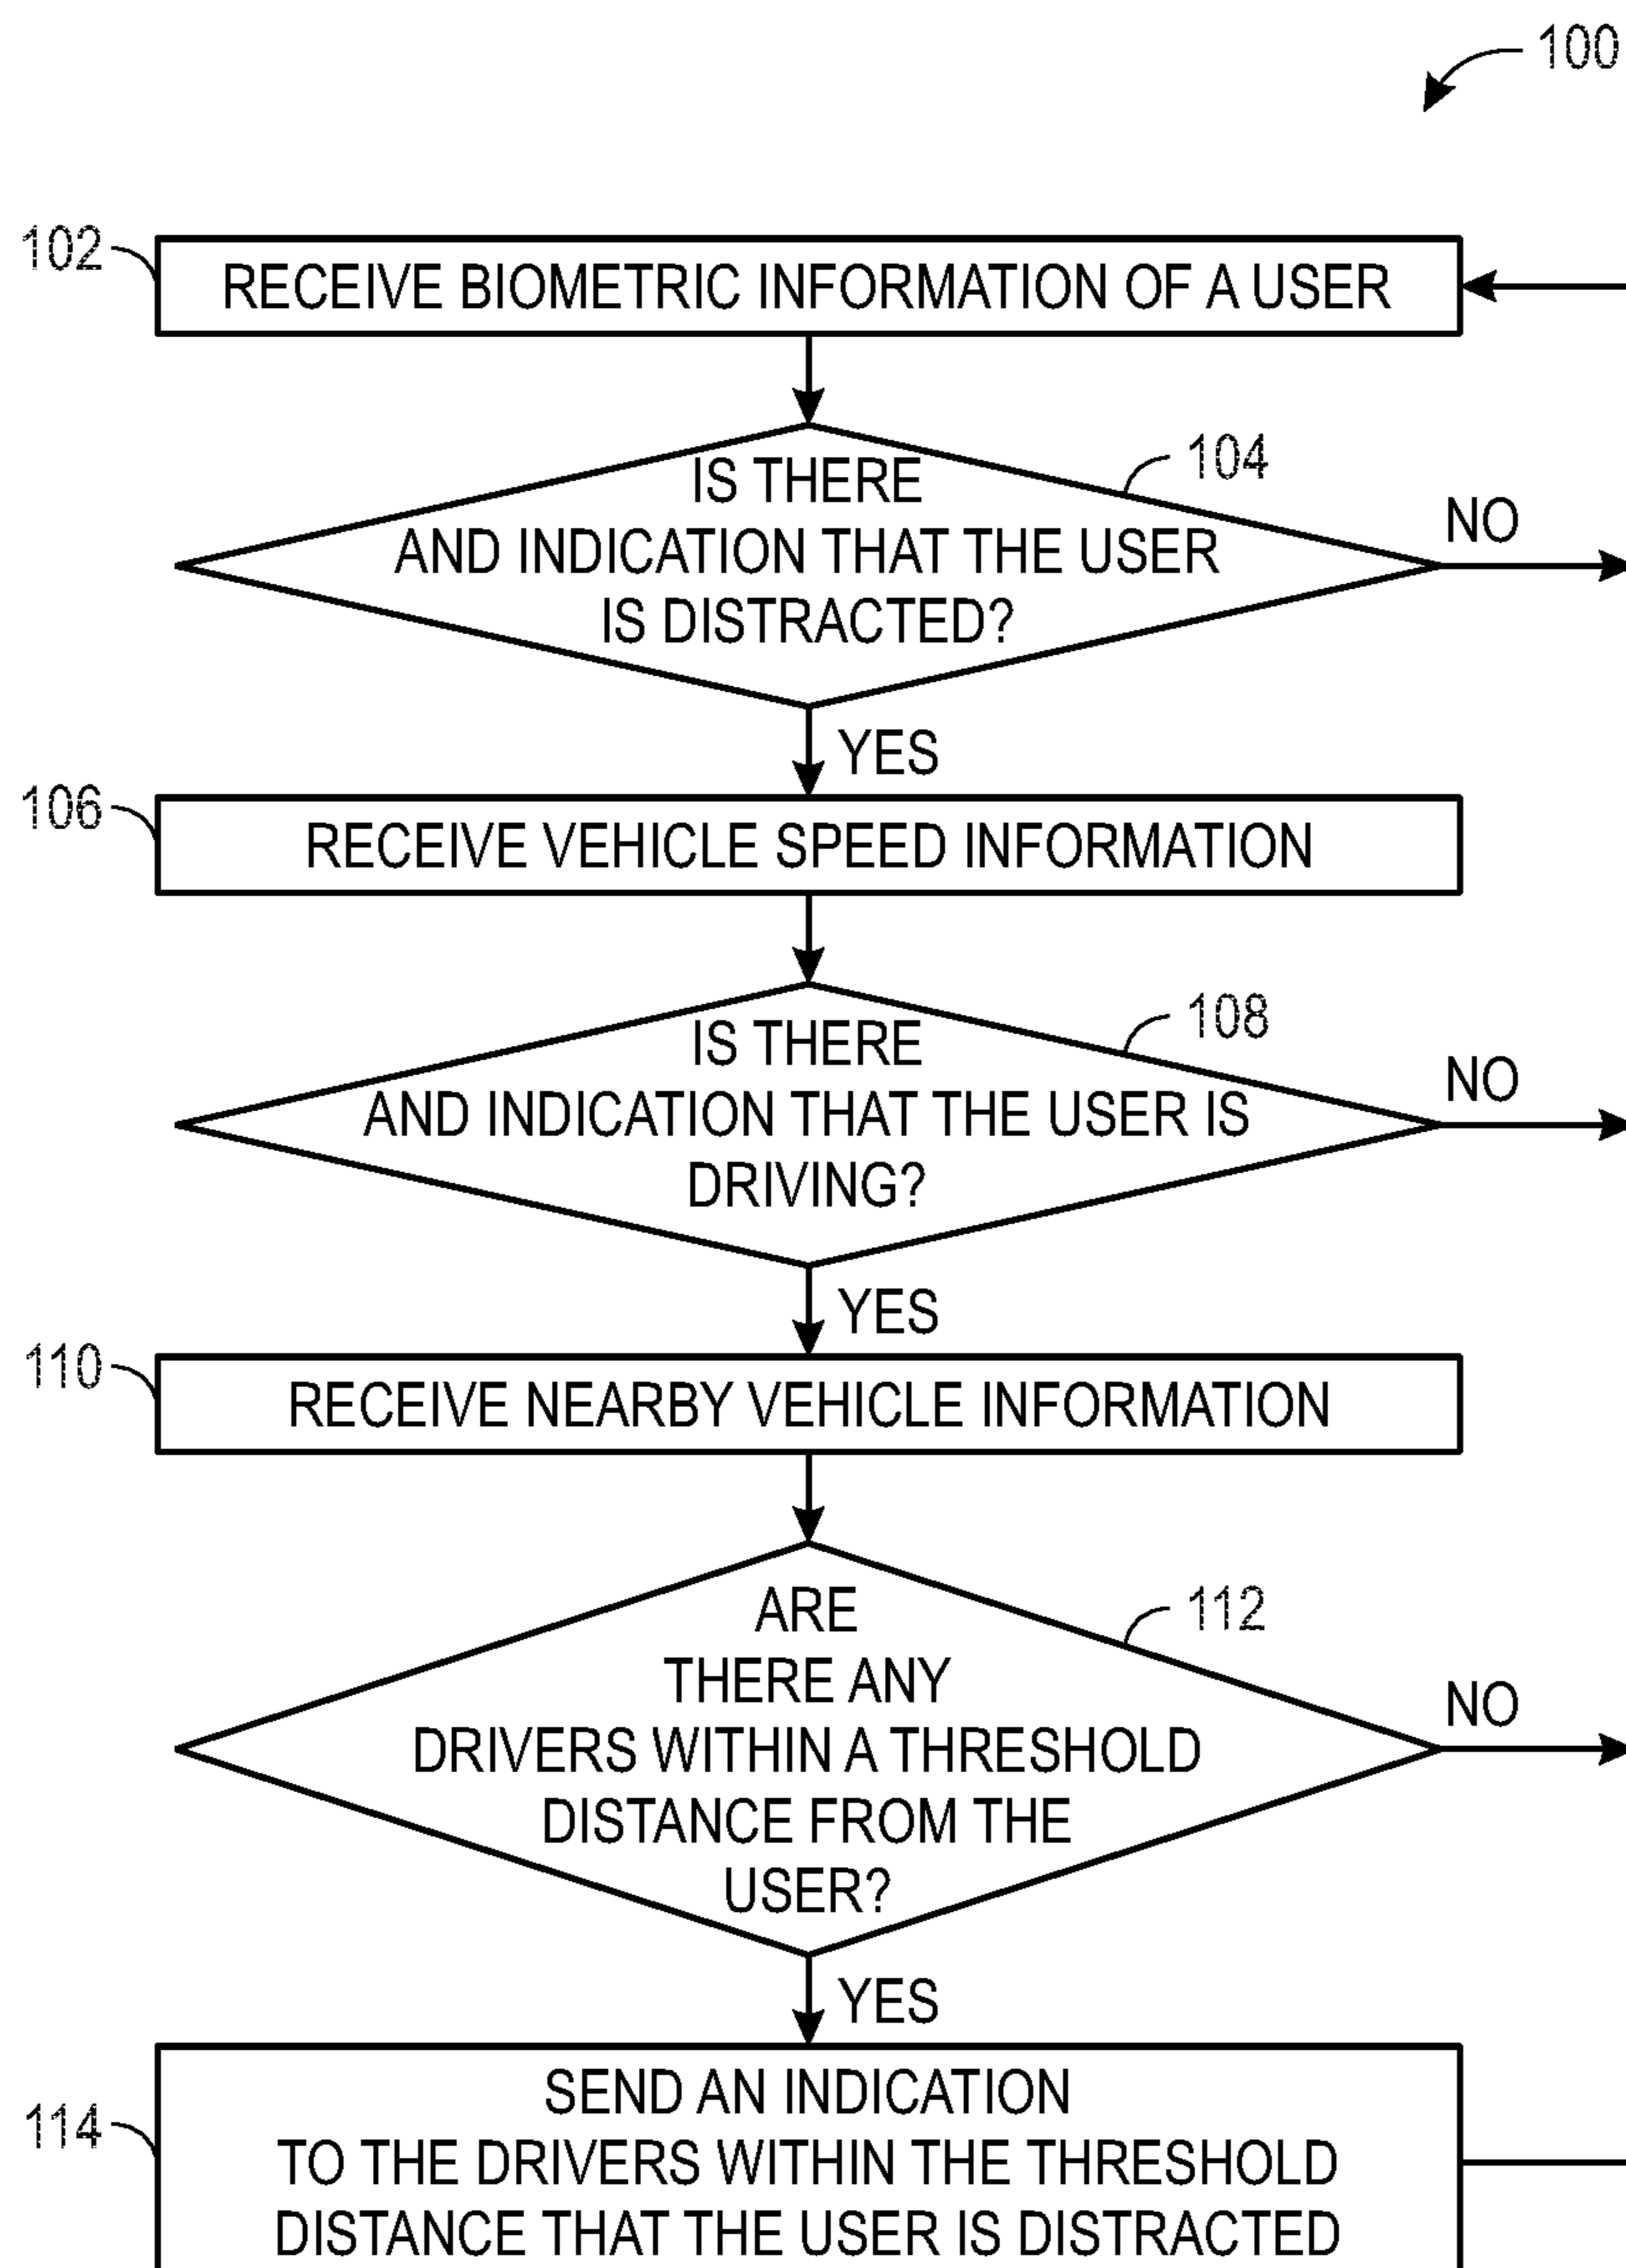 100
102
RECEIVE BIOMETRIC INFORMATION OF A USER
104
IS THERE
AND INDICATION THAT THE USER
IS DISTRACTED?
NO
YES
106
RECEIVE VEHICLE SPEED INFORMATION
108
IS THERE
AND INDICATION THAT THE USER IS
DRIVING?
NO
YES
110
RECEIVE NEARBY VEHICLE INFORMATION
112
ARE
THERE ANY
DRIVERS WITHIN A THRESHOLD
DISTANCE FROM THE
USER?
NO
YES
114
SEND AN INDICATION
TO THE DRIVERS WITHIN THE THRESHOLD
DISTANCE THAT THE USER IS DISTRACTED